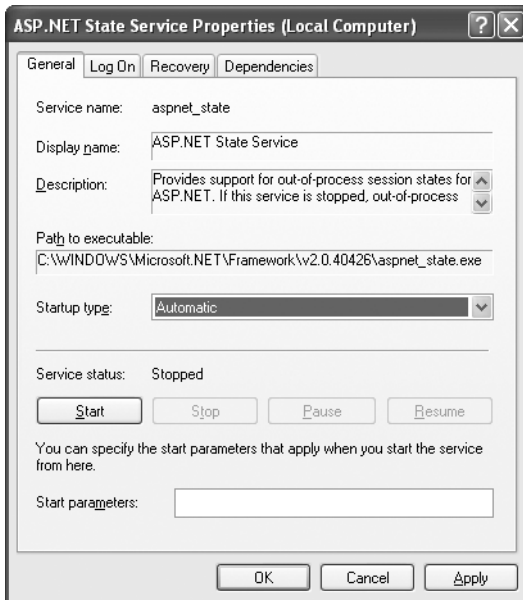 ASP.NET State Service Properties (Local Computer)
General Log On Recovery Dependencies
Service name: aspnet_state
Display name: ASP.NET State Service
Description: Provides support for out-of-process session states for
ASP.NET. If this service is stopped, out-of-process
Path to executable:
C:\WINDOWS\Microsoft.NET\Framework\v2.0.40426\aspnet_state.exe
Startup type: Automatic
Service status: Stopped
Start Stop Pause Resume
You can specify the start parameters that apply when you start the service
from here.
Start parameters:
OK Cancel Apply